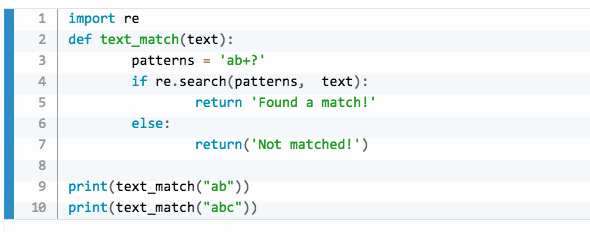 1 import re
2 def text_match(text):
3         patterns = 'ab+?'
4         if re.search(patterns,  text):
5                 return 'Found a match!'
6         else:
7                 return('Not matched!')
8
9 print(text_match("ab"))
10 print(text_match("abc"))